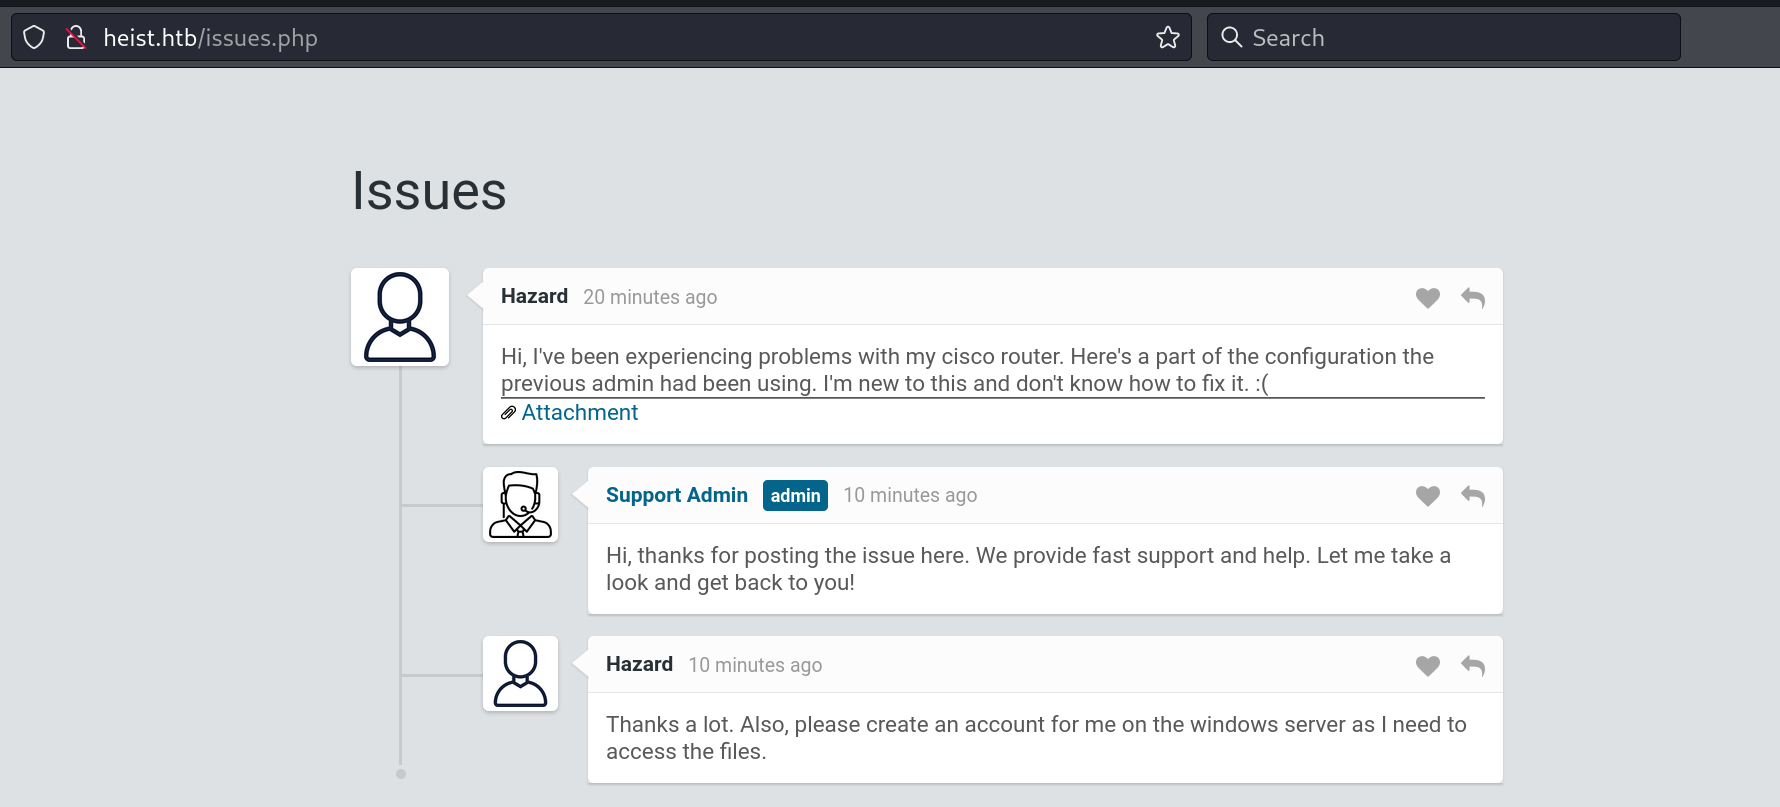 heist.htb/issues.php
Search
Issues
Hazard 20 minutes ago
Hi, I've been experiencing problems with my cisco router. Here's a part of the configuration the
previous admin had been using. I'm new to this and don't know how to fix it. :(
Attachment
Support Admin admin 10 minutes ago
Hi, thanks for posting the issue here. We provide fast support and help. Let me take a
look and get back to you!
Hazard 10 minutes ago
Thanks a lot. Also, please create an account for me on the windows server as I need to
access the files.